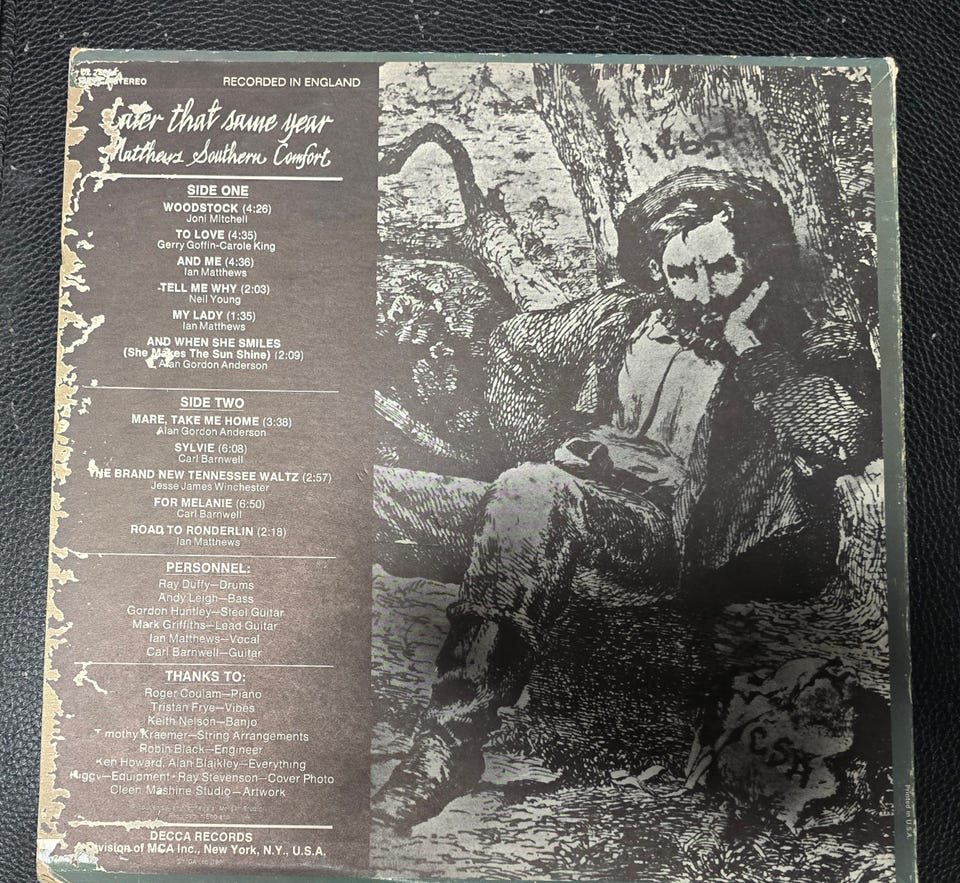 STEREO
RECORDED IN ENGLAND
Later that same year
Matthews Southern Comfort
SIDE ONE
WOODSTOCK (4:26)
Joni Mitchell
TO LOVE (4:35)
Gerry Goffin-Carole King
AND ME (4:36)
Ian Matthews
TELL ME WHY (2:03)
Neil Young
MY LADY (1:35)
Ian Matthews
AND WHEN SHE SMILES
(She Makes The Sun Shine) (2:09)
Alan Gordon Anderson
SIDE TWO
MARE, TAKE ME HOME (3:38)
Alan Gordon Anderson
SYLVIE (6:08)
Carl Barnwell
THE BRAND NEW TENNESSEE WALTZ (2:57)
Jesse James Winchester
FOR MELANIE (6:50)
Carl Barnwell
ROAD TO RONDERLIN (2:18)
Ian Matthews
PERSONNEL:
Ray Duffy—Drums
Andy Leigh—Bass
Gordon Huntley—Steel Guitar
Mark Griffiths—Lead Guitar
Ian Matthews—Vocal
Carl Barnwell—Guitar
THANKS TO:
Roger Coulam—Piano
Tristan Frye—Vibes
Keith Nelson—Banjo
Timothy Kraemer—String Arrangements
Robin Black—Engineer
Ken Howard, Alan Blaikley—Everything
Equipment·Ray Stevenson—Cover Photo
Cleen Mashine Studio—Artwork
DECCA RECORDS
Division of MCA Inc., New York, N.Y., U.S.A.
1865
CSA
Printed in U.S.A.